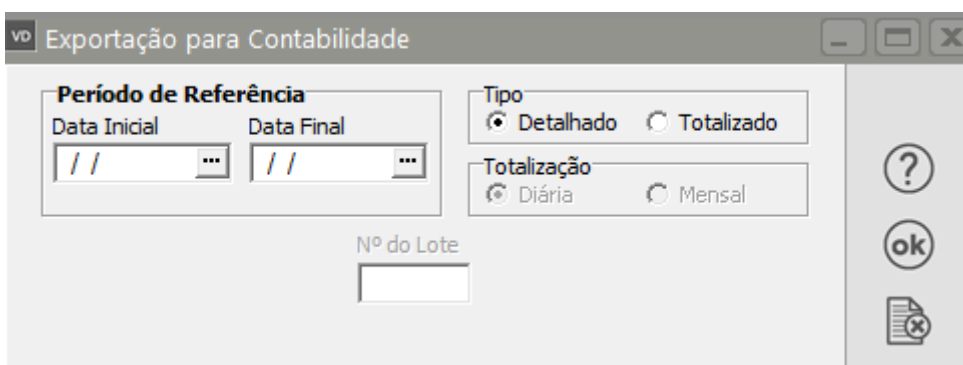 VD Exportação para Contabilidade
Período de Referência
Data Inicial Data Final
/ / ... / / ...
Tipo
Detalhado Totalizado
Totalização
Diária Mensal
Nº do Lote
?
ok